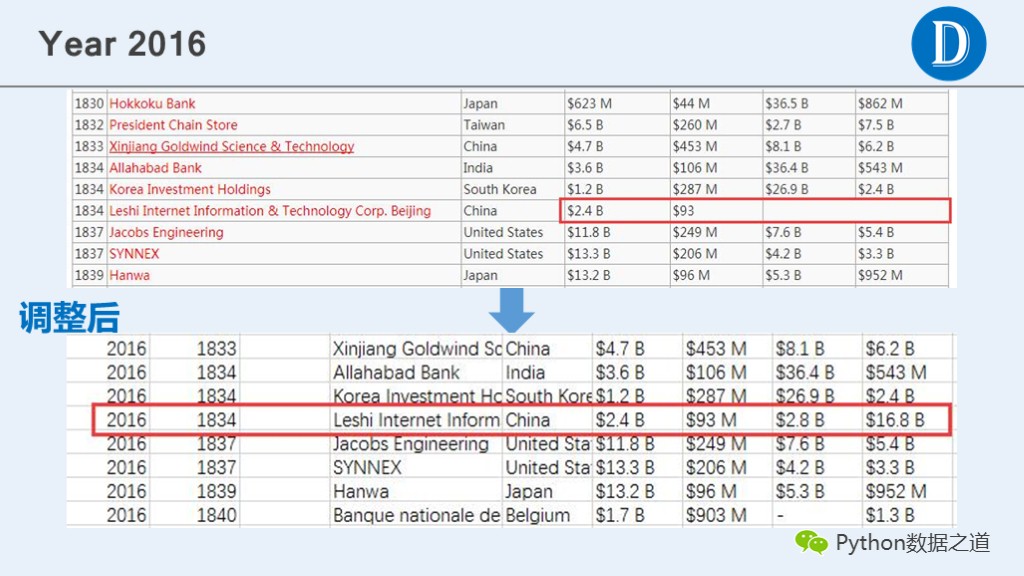 Year 2016
D
1830 Hokkoku Bank Japan $623 M $44 M $36.5 B $862 M
1832 President Chain Store Taiwan $6.5 B $260 M $2.7 B $7.5 B
1833 Xinjiang Goldwind Science & Technology China $4.7 B $453 M $8.1 B $6.2 B
1834 Allahabad Bank India $3.6 B $106 M $36.4 B $543 M
1834 Korea Investment Holdings South Korea $1.2 B $287 M $26.9 B $2.4 B
1834 Leshi Internet Information & Technology Corp. Beijing China $2.4 B $93
1837 Jacobs Engineering United States $11.8 B $249 M $7.6 B $5.4 B
1837 SYNNEX United States $13.3 B $206 M $4.2 B $3.3 B
1839 Hanwa Japan $13.2 B $96 M $5.3 B $952 M
调整后
2016 1833 Xinjiang Goldwind Sc China $4.7 B $453 M $8.1 B $6.2 B
2016 1834 Allahabad Bank India $3.6 B $106 M $36.4 B $543 M
2016 1834 Korea Investment Hc South Kore $1.2 B $287 M $26.9 B $2.4 B
2016 1834 Leshi Internet Inform China $2.4 B $93 M $2.8 B $16.8 B
2016 1837 Jacobs Engineering United Sta $11.8 B $249 M $7.6 B $5.4 B
2016 1837 SYNNEX United Sta $13.3 B $206 M $4.2 B $3.3 B
2016 1839 Hanwa Japan $13.2 B $96 M $5.3 B $952 M
2016 1840 Banque nationale de Belgium $1.7 B $903 M - $1.3 B
Python数据之道